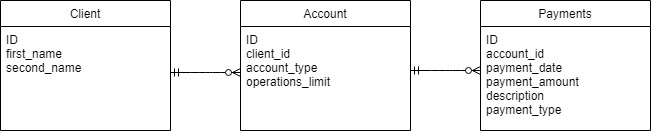 Client
ID
first_name
second_name
Account
ID
client_id
account_type
operations_limit
Payments
ID
account_id
payment_date
payment_amount
description
payment_type